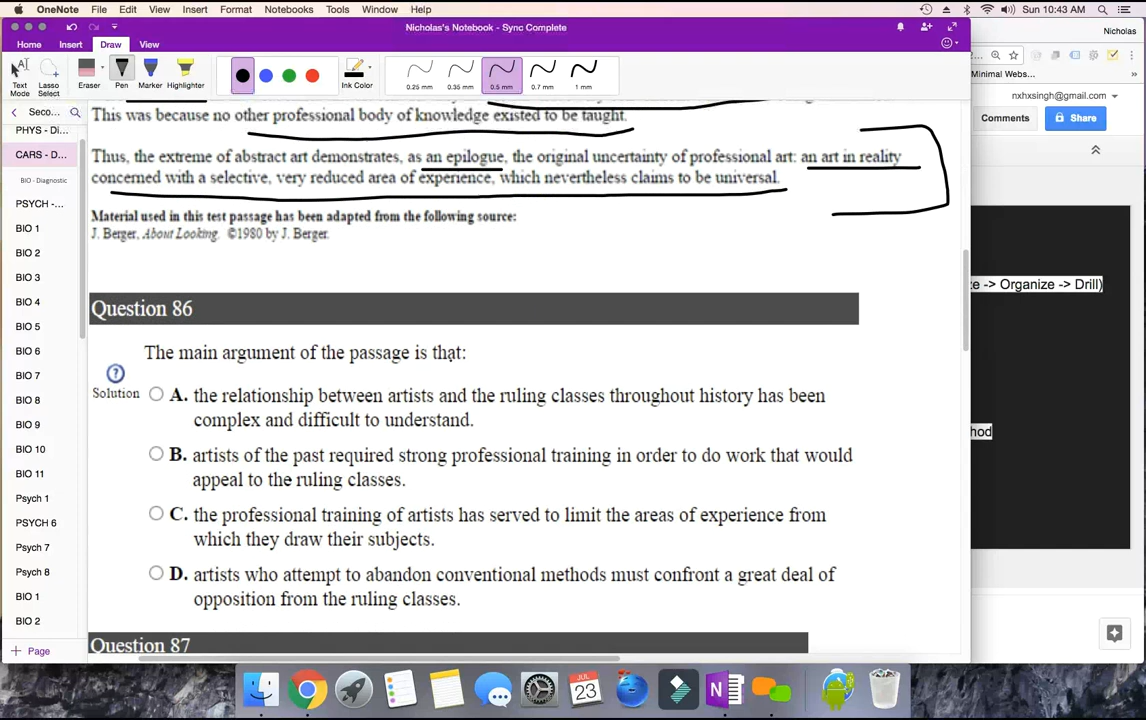 OneNote File Edit View Insert Format Notebooks Tools Window Help Sun 10:43 AM
Nicholas's Notebook - Sync Complete
Nicholas
Home Insert Draw View
Text Mode
Lasso Select
Eraser
Pen
Marker
Highlighter
0.25 mm
0.35 mm
0.5 mm
0.7 mm
1 mm
Ink Color
Minimal Webs...
nxhxsingh@gmail.com
Comments
Share
Seco...
PHYS - Di...
CARS - D...
BIO - Diagnostic
PSYCH -...
BIO 1
BIO 2
BIO 3
BIO 4
BIO 5
BIO 6
BIO 7
BIO 8
BIO 9
BIO 10
BIO 11
Psych 1
PSYCH 6
Psych 7
Psych 8
BIO 1
BIO 2
+ Page
This was because no other professional body of knowledge existed to be taught.
Thus, the extreme of abstract art demonstrates, as an epilogue, the original uncertainty of professional art: an art in reality
concerned with a selective, very reduced area of experience, which nevertheless claims to be universal.
Material used in this test passage has been adapted from the following source:
J. Berger, About Looking. ©1980 by J. Berger.
Question 86
The main argument of the passage is that:
Solution
A. the relationship between artists and the ruling classes throughout history has been
complex and difficult to understand.
B. artists of the past required strong professional training in order to do work that would
appeal to the ruling classes.
C. the professional training of artists has served to limit the areas of experience from
which they draw their subjects.
D. artists who attempt to abandon conventional methods must confront a great deal of
opposition from the ruling classes.
Question 87
ze -> Organize -> Drill)
hod
JUL
23